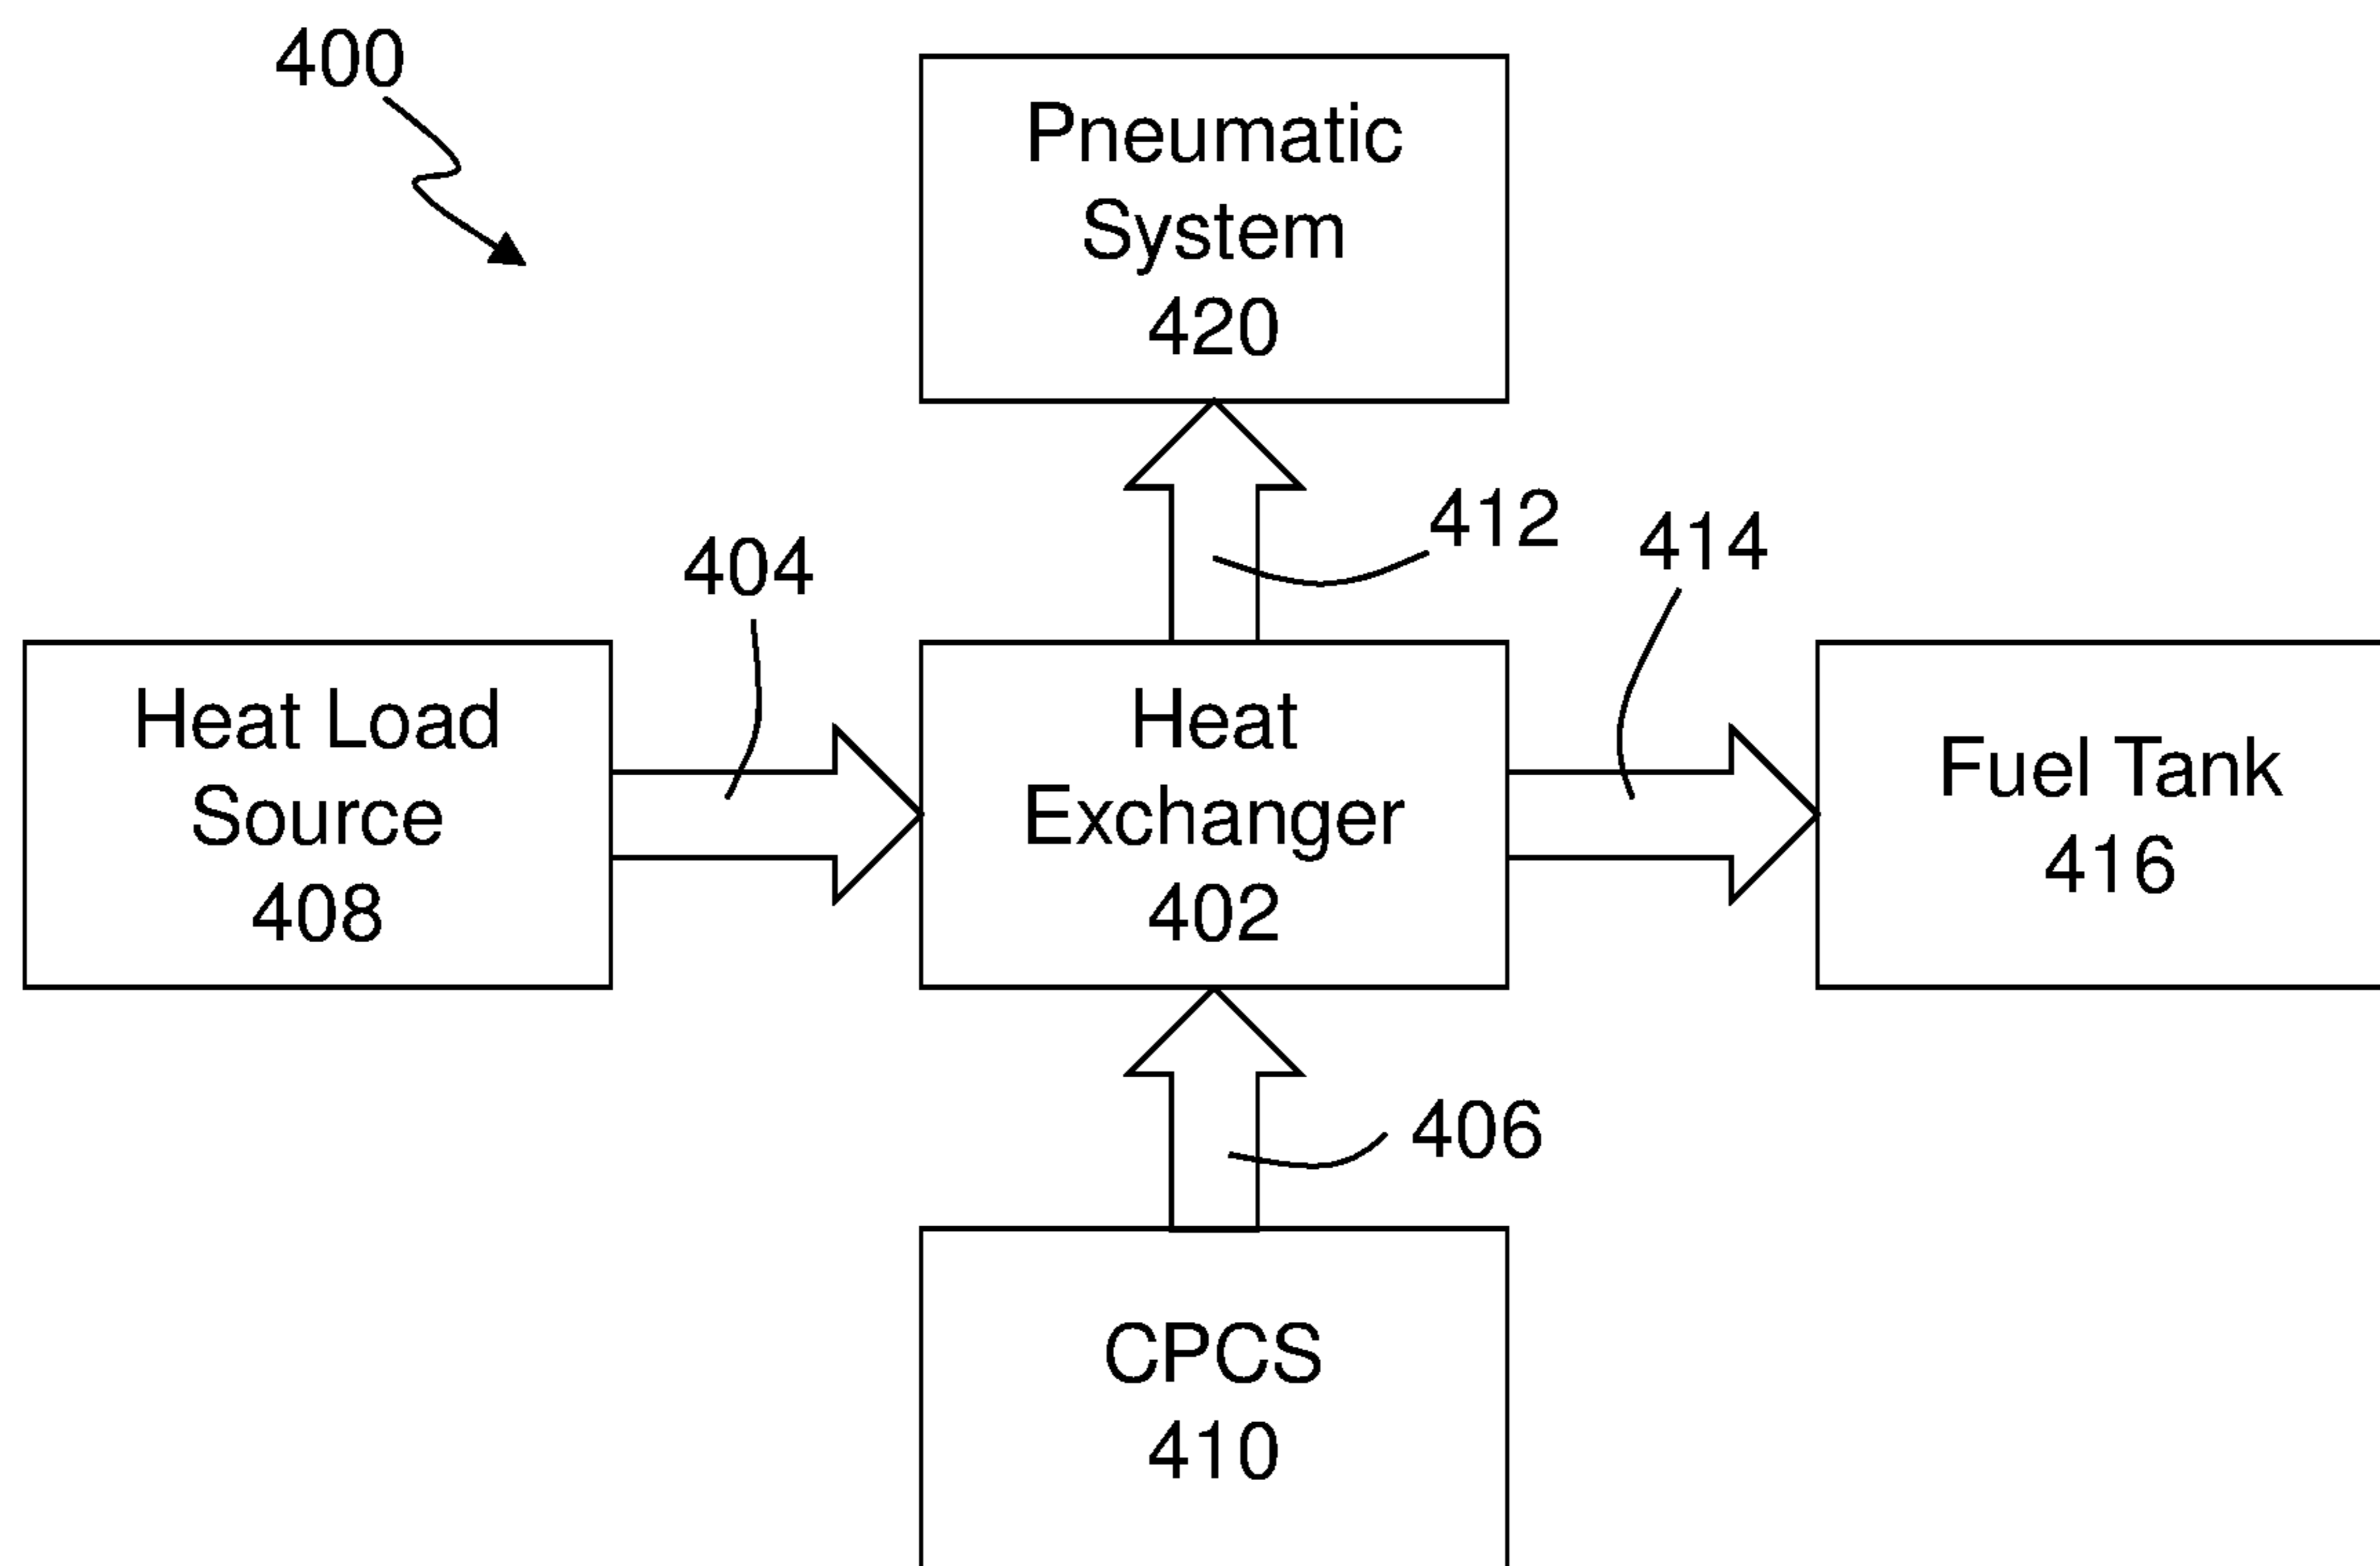 400
Pneumatic
System
420
412
414
404
Heat Load
Source
408
Heat
Exchanger
402
Fuel Tank
416
406
CPCS
410